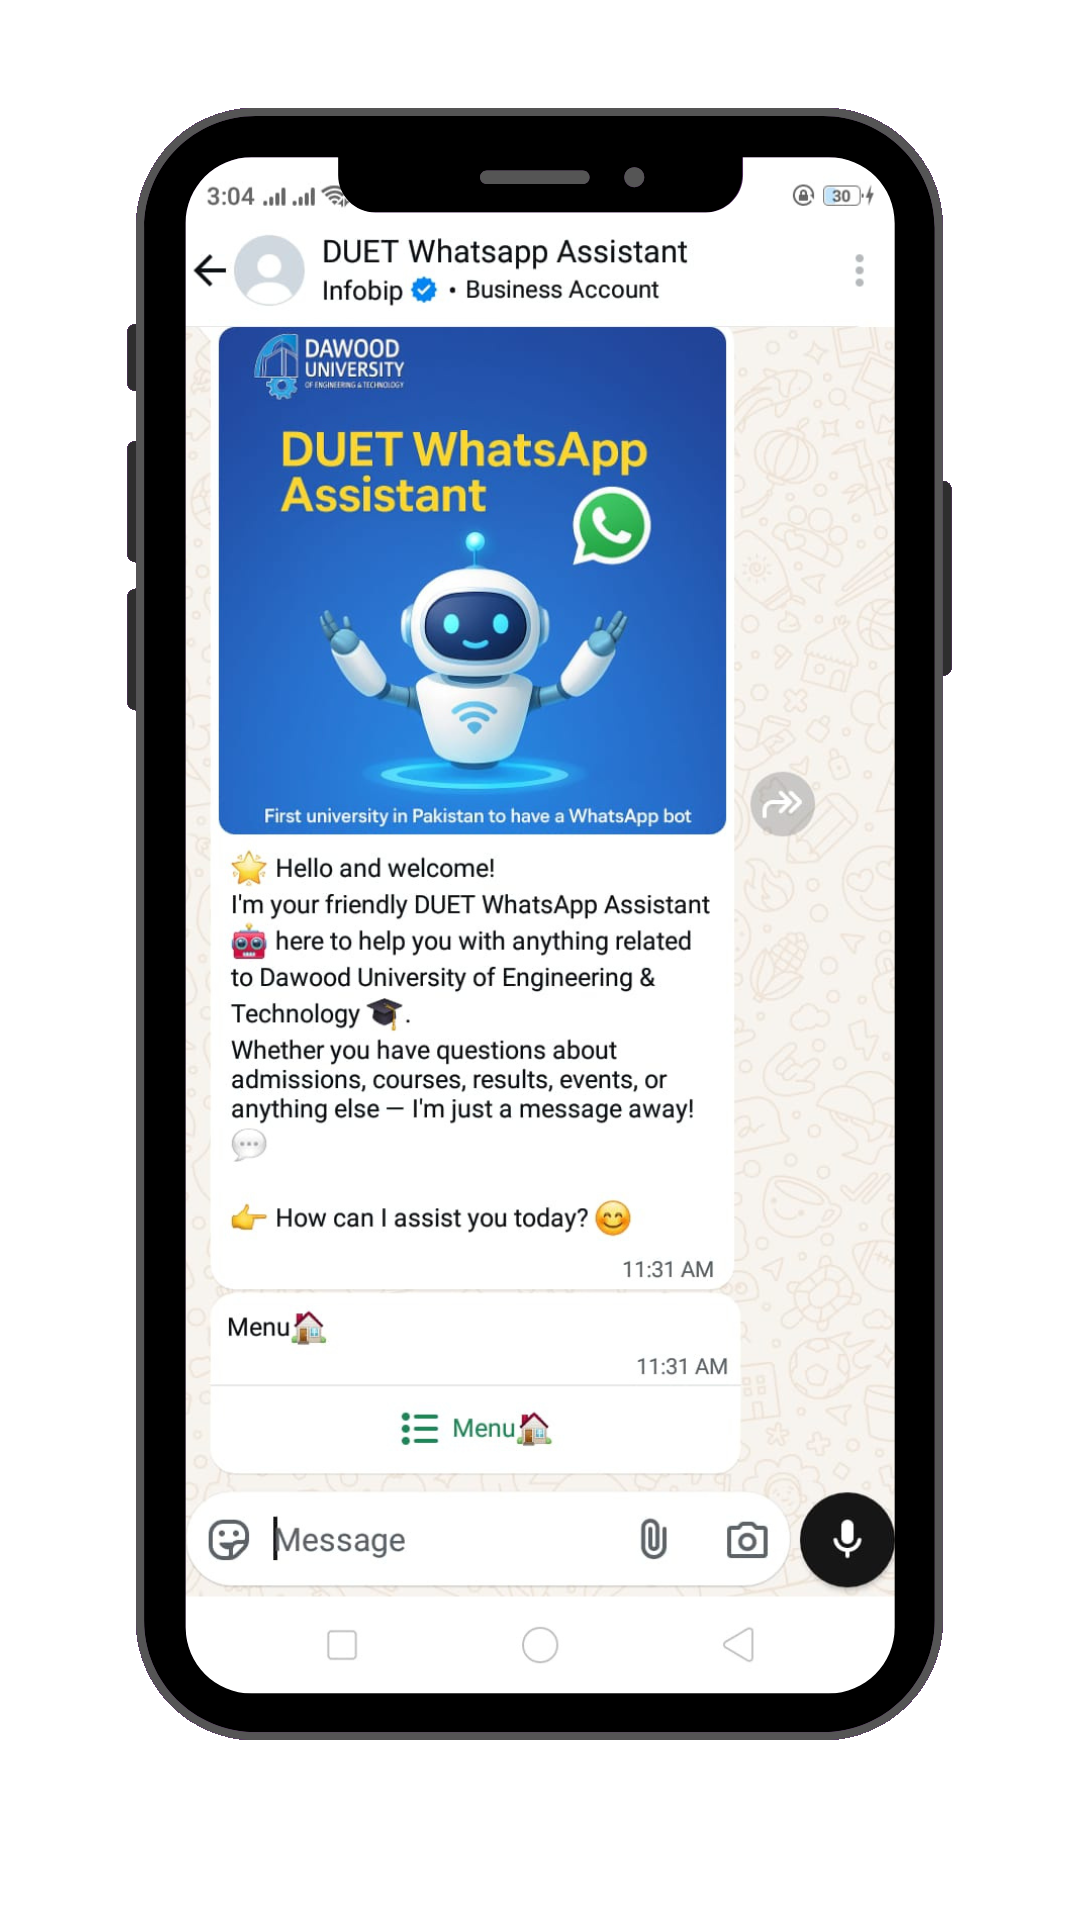 3:04
30
DUET Whatsapp Assistant
Infobip • Business Account
DAWOOD
UNIVERSITY
OF ENGINEERING & TECHNOLOGY
DUET WhatsApp
Assistant
First university in Pakistan to have a WhatsApp bot
🌟 Hello and welcome!
I'm your friendly DUET WhatsApp Assistant
🤖 here to help you with anything related
to Dawood University of Engineering &
Technology 🎓.
Whether you have questions about
admissions, courses, results, events, or
anything else — I'm just a message away!
💬
👉 How can I assist you today? 😊
11:31 AM
Menu🏠
11:31 AM
Menu🏠
Message